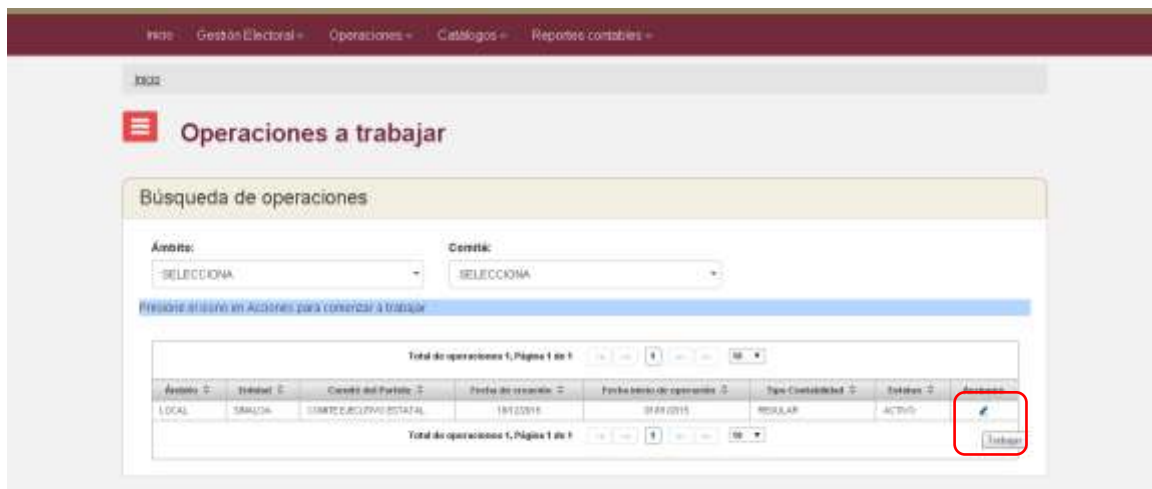 Inicio Gestión Electoral Operaciones Catálogos Reportes contables
Inicio
Operaciones a trabajar
Búsqueda de operaciones
Ámbito: Comité:
SELECCIONA SELECCIONA
Presione el icono en Acciones para comenzar a trabajar
Total de operaciones 1, Página 1 de 1 1 10
Ámbito Entidad Comité del Partido Fecha de creación Fecha inicio de operación Tipo Contabilidad Estatus Acciones
LOCAL SINALOA COMITE EJECUTIVO ESTATAL REGULAR ACTIVO
Total de operaciones 1, Página 1 de 1 1 10
Trabajar